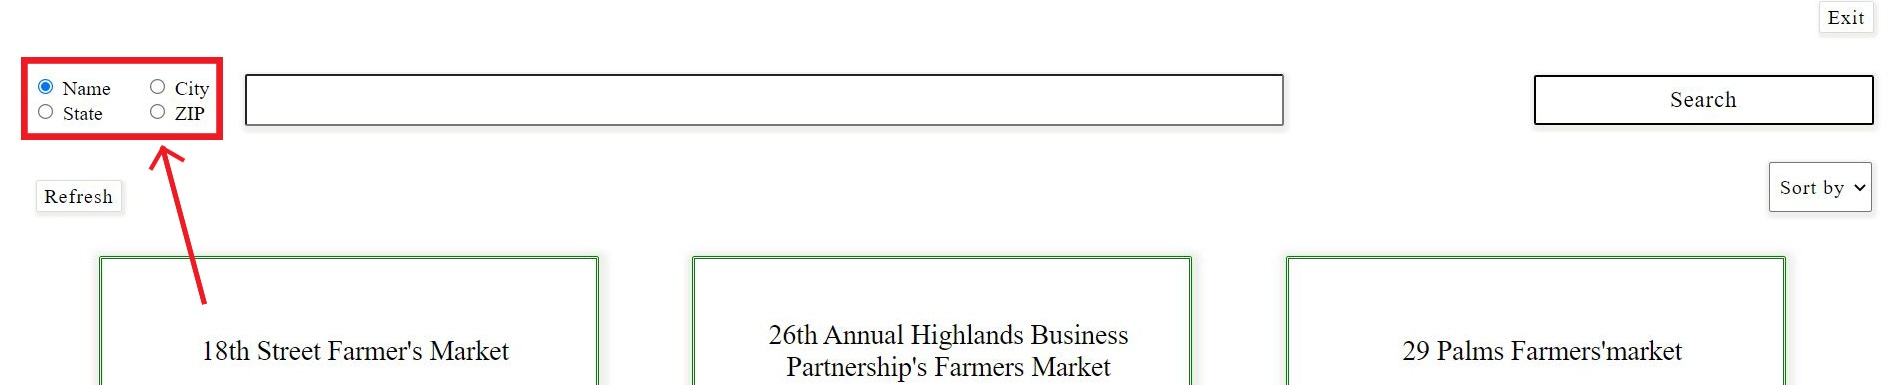 Exit
Name City
State ZIP
Search
Refresh
Sort by
18th Street Farmer's Market
26th Annual Highlands Business
Partnership's Farmers Market
29 Palms Farmers'market